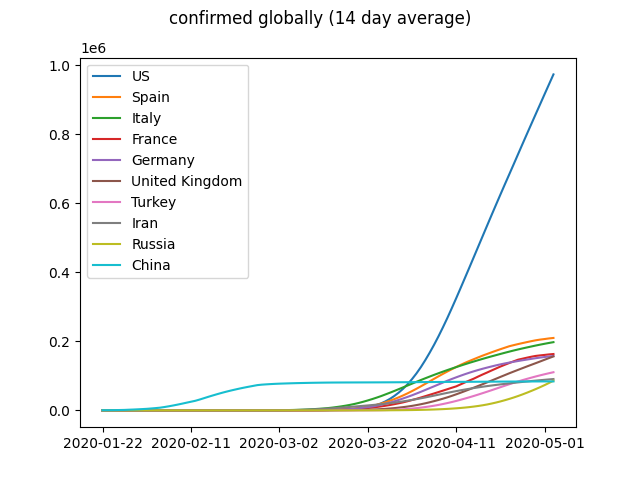 confirmed globally (14 day average)
1e6
1.0
0.8
0.6
0.4
0.2
0.0
US
Spain
Italy
France
Germany
United Kingdom
Turkey
Iran
Russia
China
2020-01-22 2020-02-11 2020-03-02 2020-03-22 2020-04-11 2020-05-01